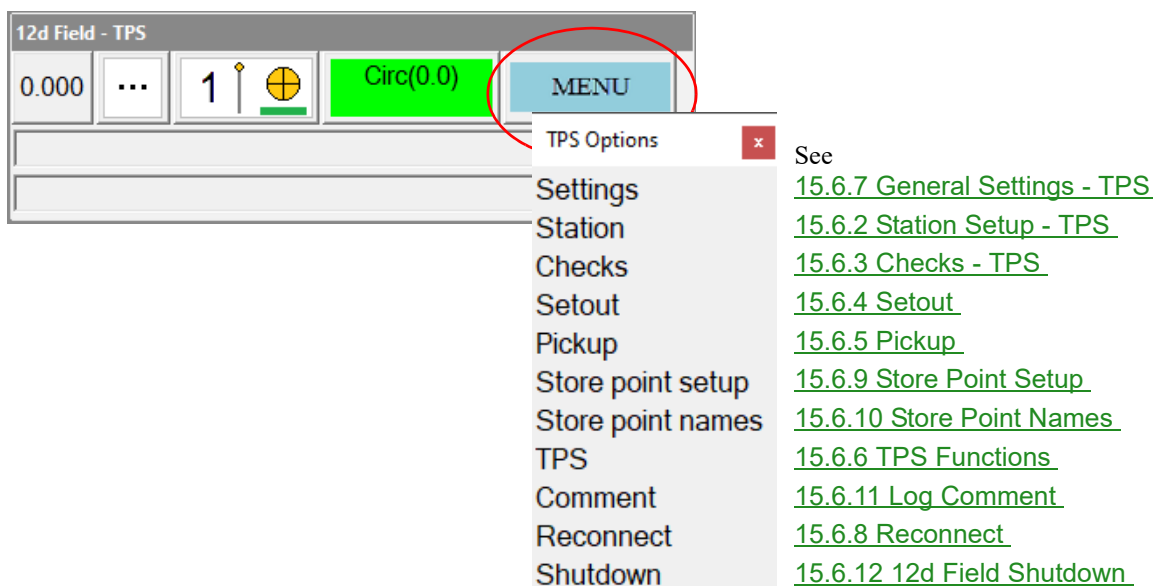 12d Field - TPS
0.000 ... 1 Circ(0.0) MENU
TPS Options x See
Settings 15.6.7 General Settings - TPS
Station 15.6.2 Station Setup - TPS
Checks 15.6.3 Checks - TPS
Setout 15.6.4 Setout
Pickup 15.6.5 Pickup
Store point setup 15.6.9 Store Point Setup
Store point names 15.6.10 Store Point Names
TPS 15.6.6 TPS Functions
Comment 15.6.11 Log Comment
Reconnect 15.6.8 Reconnect
Shutdown 15.6.12 12d Field Shutdown